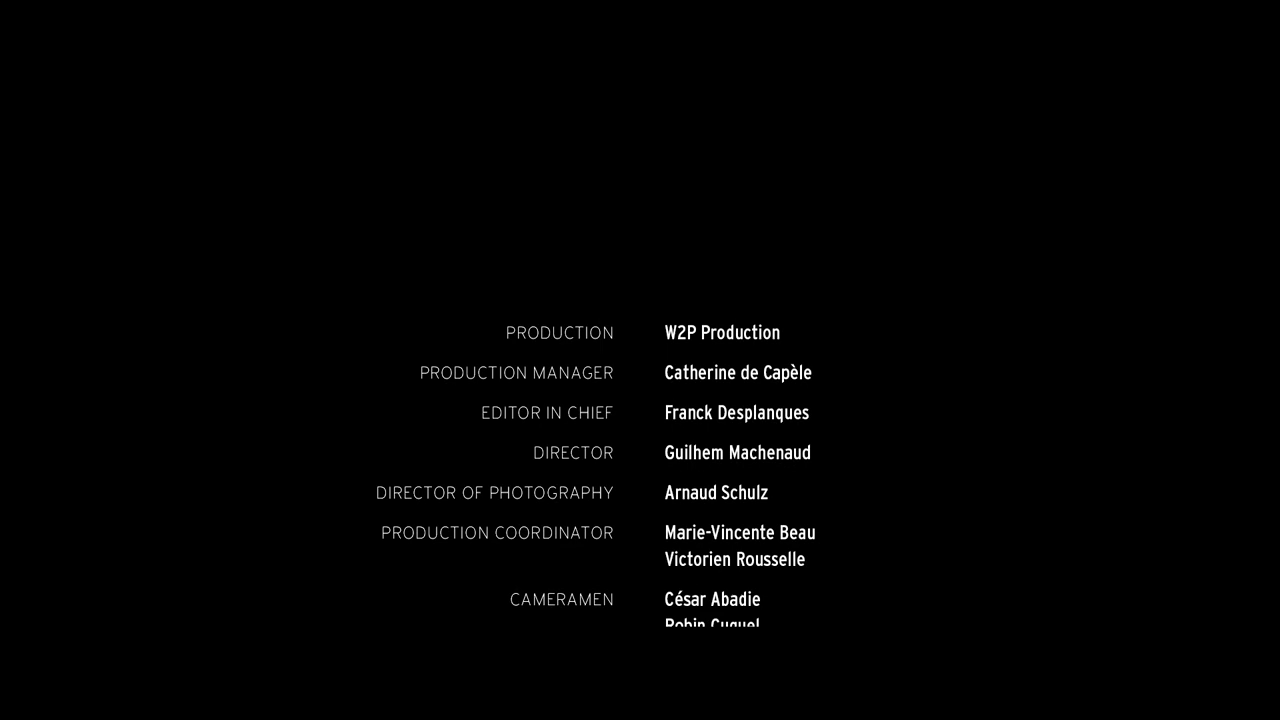 PRODUCTION W2P Production
PRODUCTION MANAGER Catherine de Capèle
EDITOR IN CHIEF Franck Desplanques
DIRECTOR Guilhem Machenaud
DIRECTOR OF PHOTOGRAPHY Arnaud Schulz
PRODUCTION COORDINATOR Marie-Vincente Beau
Victorien Rousselle
CAMERAMEN César Abadie
Robin